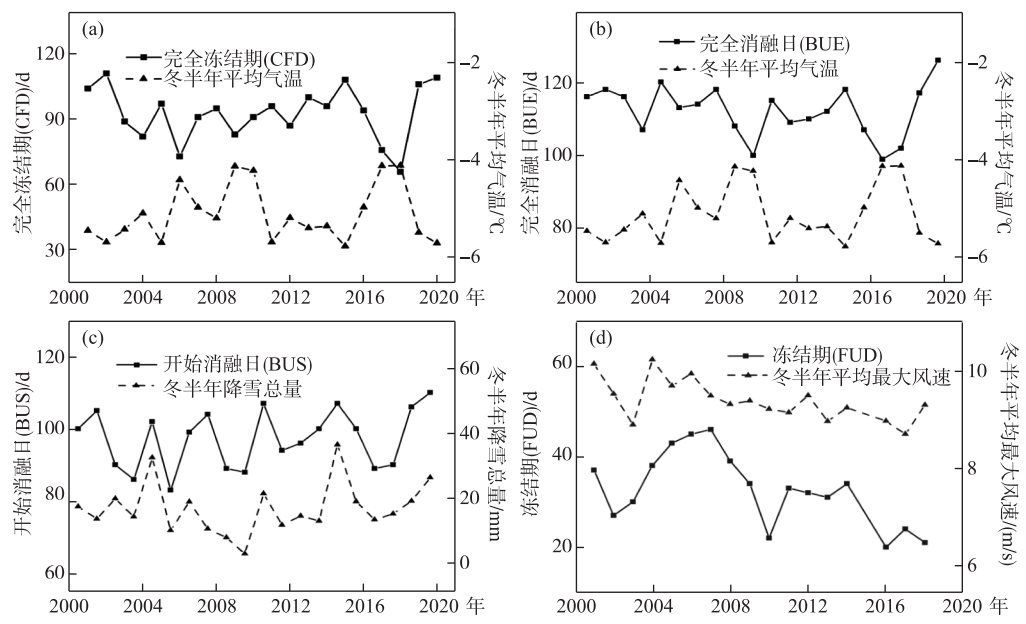 (a)
完全冻结期(CFD)
冬半年平均气温
完全冻结期(CFD)/d
120
90
60
30
冬半年平均气温/℃
−2
−4
−6
2000 2004 2008 2012 2016 2020 年
(b)
完全消融日(BUE)
冬半年平均气温
完全消融日(BUE)/d
120
100
80
冬半年平均气温/℃
−2
−4
−6
2000 2004 2008 2012 2016 2020 年
(c)
开始消融日(BUS)
冬半年降雪总量
开始消融日(BUS)/d
120
100
80
60
冬半年降雪总量/mm
60
40
20
0
2000 2004 2008 2012 2016 2020 年
(d)
冻结期(FUD)
冬半年平均最大风速
冻结期(FUD)/d
60
40
20
冬半年平均最大风速/(m/s)
10
8
6
2000 2004 2008 2012 2016 2020 年